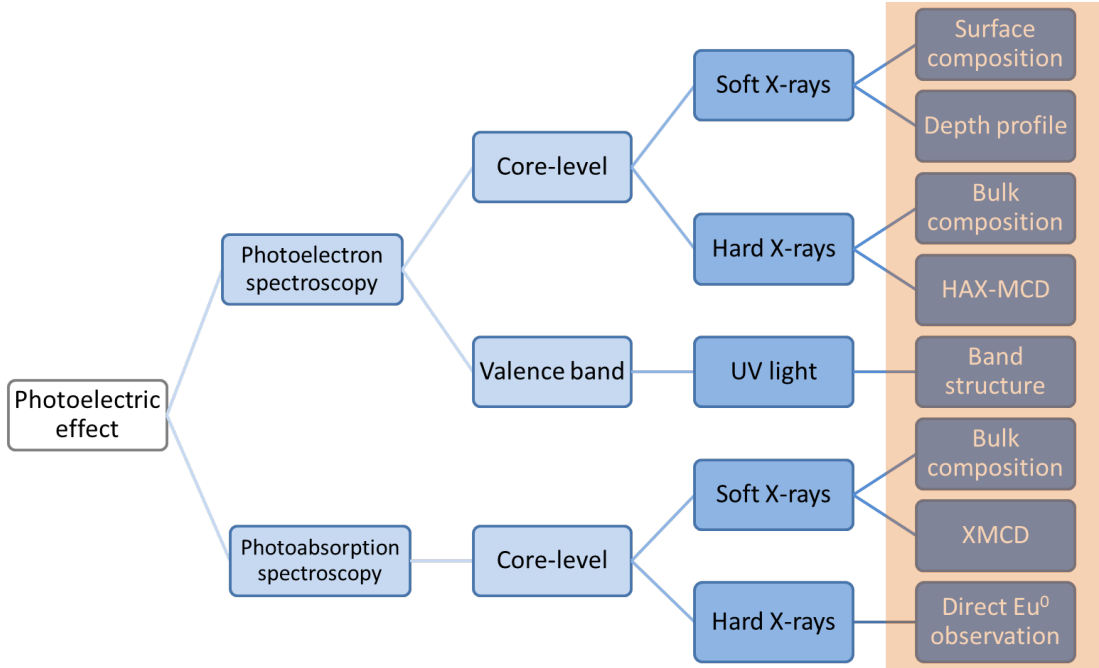 Photoelectric
effect
Photoelectron
spectroscopy
Photoabsorption
spectroscopy
Core-level
Valence band
Core-level
Soft X-rays
Hard X-rays
UV light
Soft X-rays
Hard X-rays
Surface
composition
Depth profile
Bulk
composition
HAX-MCD
Band
structure
Bulk
composition
XMCD
Direct Eu⁰
observation